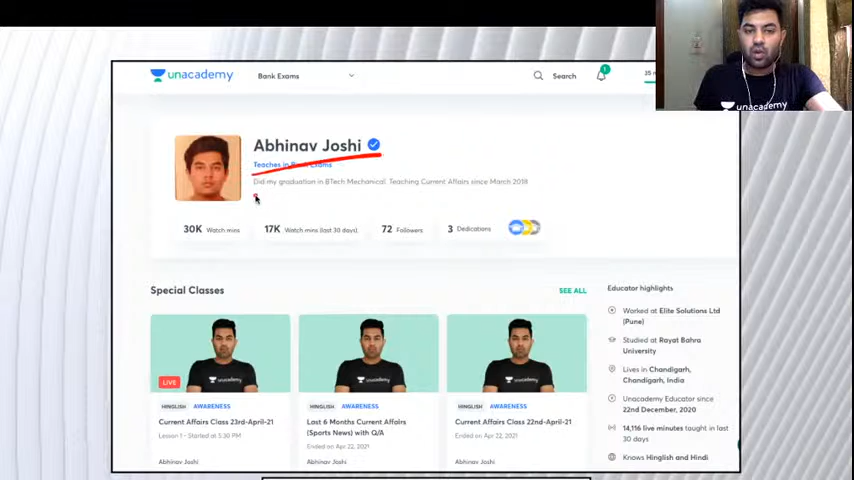 unacademy
Bank Exams
Search
1
Abhinav Joshi
Teaches in Bank Exams
Did my graduation in BTech Mechanical. Teaching Current Affairs since March 2018
30K Watch mins
17K Watch mins (last 30 days)
72 Followers
3 Dedications
Special Classes
SEE ALL
LIVE
HINGLISH AWARENESS
Current Affairs Class 23rd-April-21
Lesson 1 • Started at 5:30 PM
Abhinav Joshi
HINGLISH AWARENESS
Last 6 Months Current Affairs
(Sports News) with Q/A
Ended on Apr 22, 2021
Abhinav Joshi
HINGLISH AWARENESS
Current Affairs Class 22nd-April-21
Ended on Apr 22, 2021
Abhinav Joshi
Educator highlights
Worked at Elite Solutions Ltd
(Pune)
Studied at Rayat Bahra
University
Lives in Chandigarh,
Chandigarh, India
Unacademy Educator since
22nd December, 2020
14,116 live minutes taught in last
30 days
Knows Hinglish and Hindi
unacademy